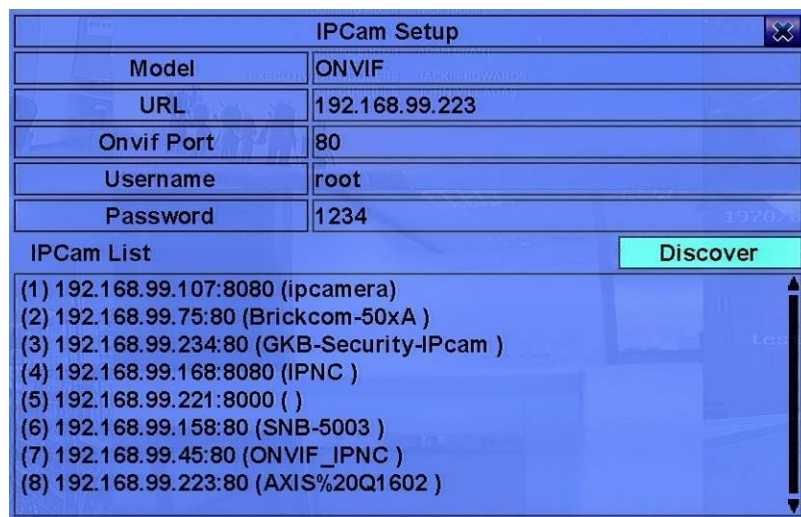 IPCam Setup
Model ONVIF
URL 192.168.99.223
Onvif Port 80
Username root
Password 1234
IPCam List Discover
(1) 192.168.99.107:8080 (ipcamera)
(2) 192.168.99.75:80 (Brickcom-50xA )
(3) 192.168.99.234:80 (GKB-Security-IPcam )
(4) 192.168.99.168:8080 (IPNC )
(5) 192.168.99.221:8000 ( )
(6) 192.168.99.158:80 (SNB-5003 )
(7) 192.168.99.45:80 (ONVIF_IPNC )
(8) 192.168.99.223:80 (AXIS%20Q1602 )